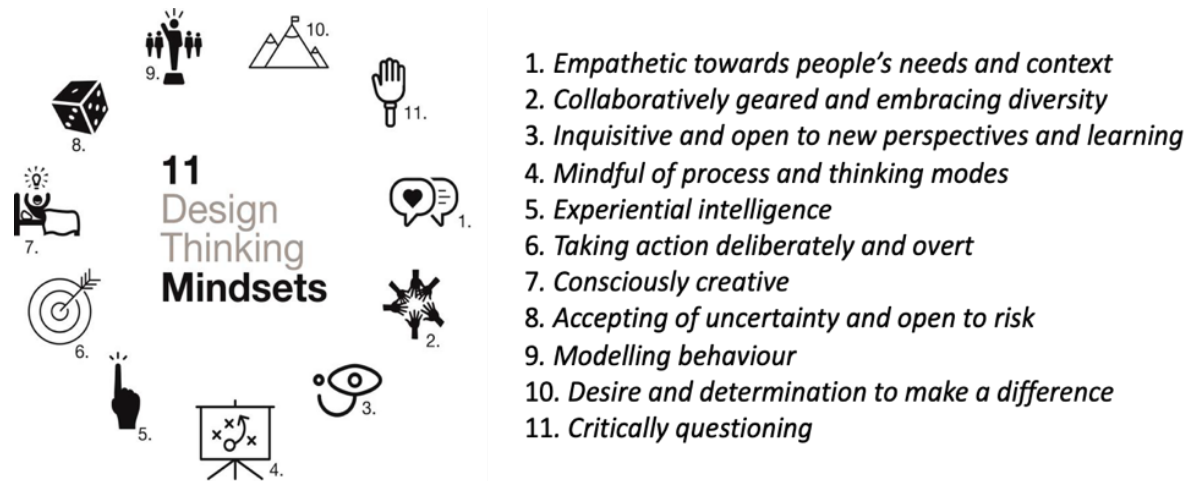 10.
9.
11.
8.
11
Design
Thinking
Mindsets
1.
7.
2.
6.
3.
5.
4.
1. Empathetic towards people’s needs and context
2. Collaboratively geared and embracing diversity
3. Inquisitive and open to new perspectives and learning
4. Mindful of process and thinking modes
5. Experiential intelligence
6. Taking action deliberately and overt
7. Consciously creative
8. Accepting of uncertainty and open to risk
9. Modelling behaviour
10. Desire and determination to make a difference
11. Critically questioning